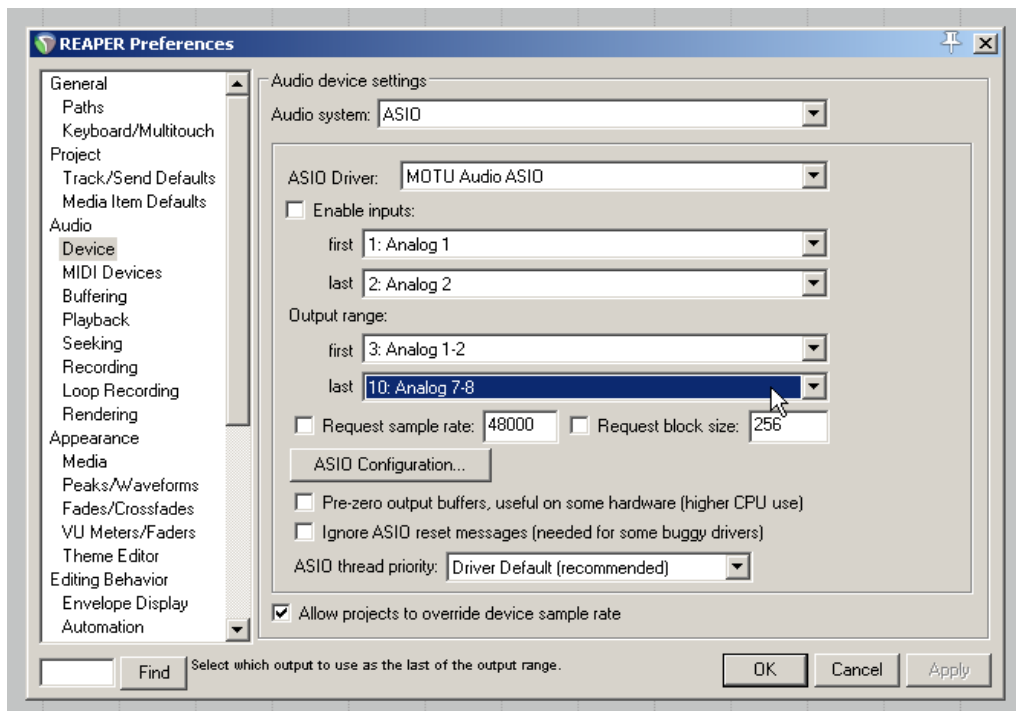 REAPER Preferences
General
Paths
Keyboard/Multitouch
Project
Track/Send Defaults
Media Item Defaults
Audio
Device
MIDI Devices
Buffering
Playback
Seeking
Recording
Loop Recording
Rendering
Appearance
Media
Peaks/Waveforms
Fades/Crossfades
VU Meters/Faders
Theme Editor
Editing Behavior
Envelope Display
Automation
Audio device settings
Audio system: ASIO
ASIO Driver: MOTU Audio ASIO
Enable inputs:
first 1: Analog 1
last 2: Analog 2
Output range:
first 3: Analog 1-2
last 10: Analog 7-8
Request sample rate: 48000 Request block size: 256
ASIO Configuration...
Pre-zero output buffers, useful on some hardware (higher CPU use)
Ignore ASIO reset messages (needed for some buggy drivers)
ASIO thread priority: Driver Default (recommended)
Allow projects to override device sample rate
Find Select which output to use as the last of the output range. OK Cancel Apply